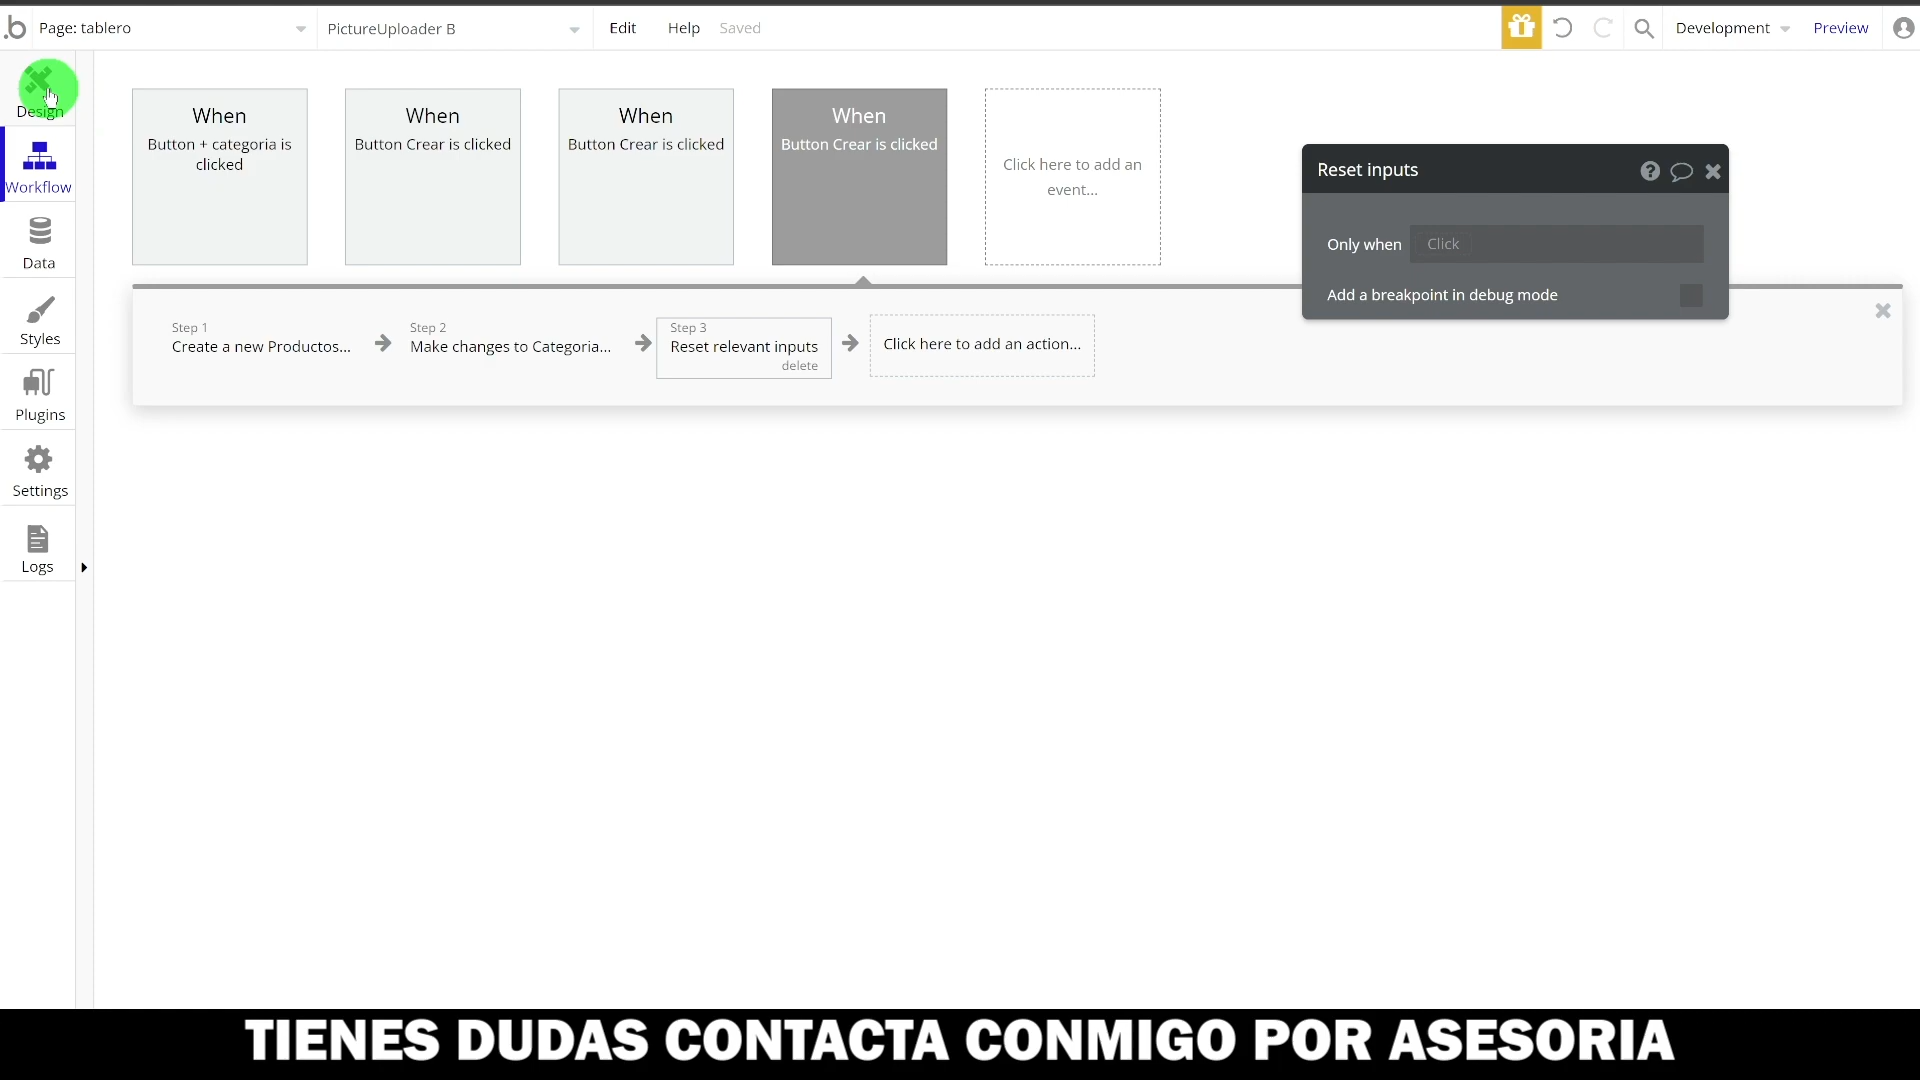 .b Page: tablero PictureUploader B Edit Help Saved Development Preview
Design
Workflow
Data
Styles
Plugins
Settings
Logs
When
Button + categoria is
clicked
When
Button Crear is clicked
When
Button Crear is clicked
When
Button Crear is clicked
Click here to add an
event...
Reset inputs
Only when Click
Add a breakpoint in debug mode
Step 1
Create a new Productos...
Step 2
Make changes to Categoria...
Step 3
Reset relevant inputs
delete
Click here to add an action...
TIENES DUDAS CONTACTA CONMIGO POR ASESORIA